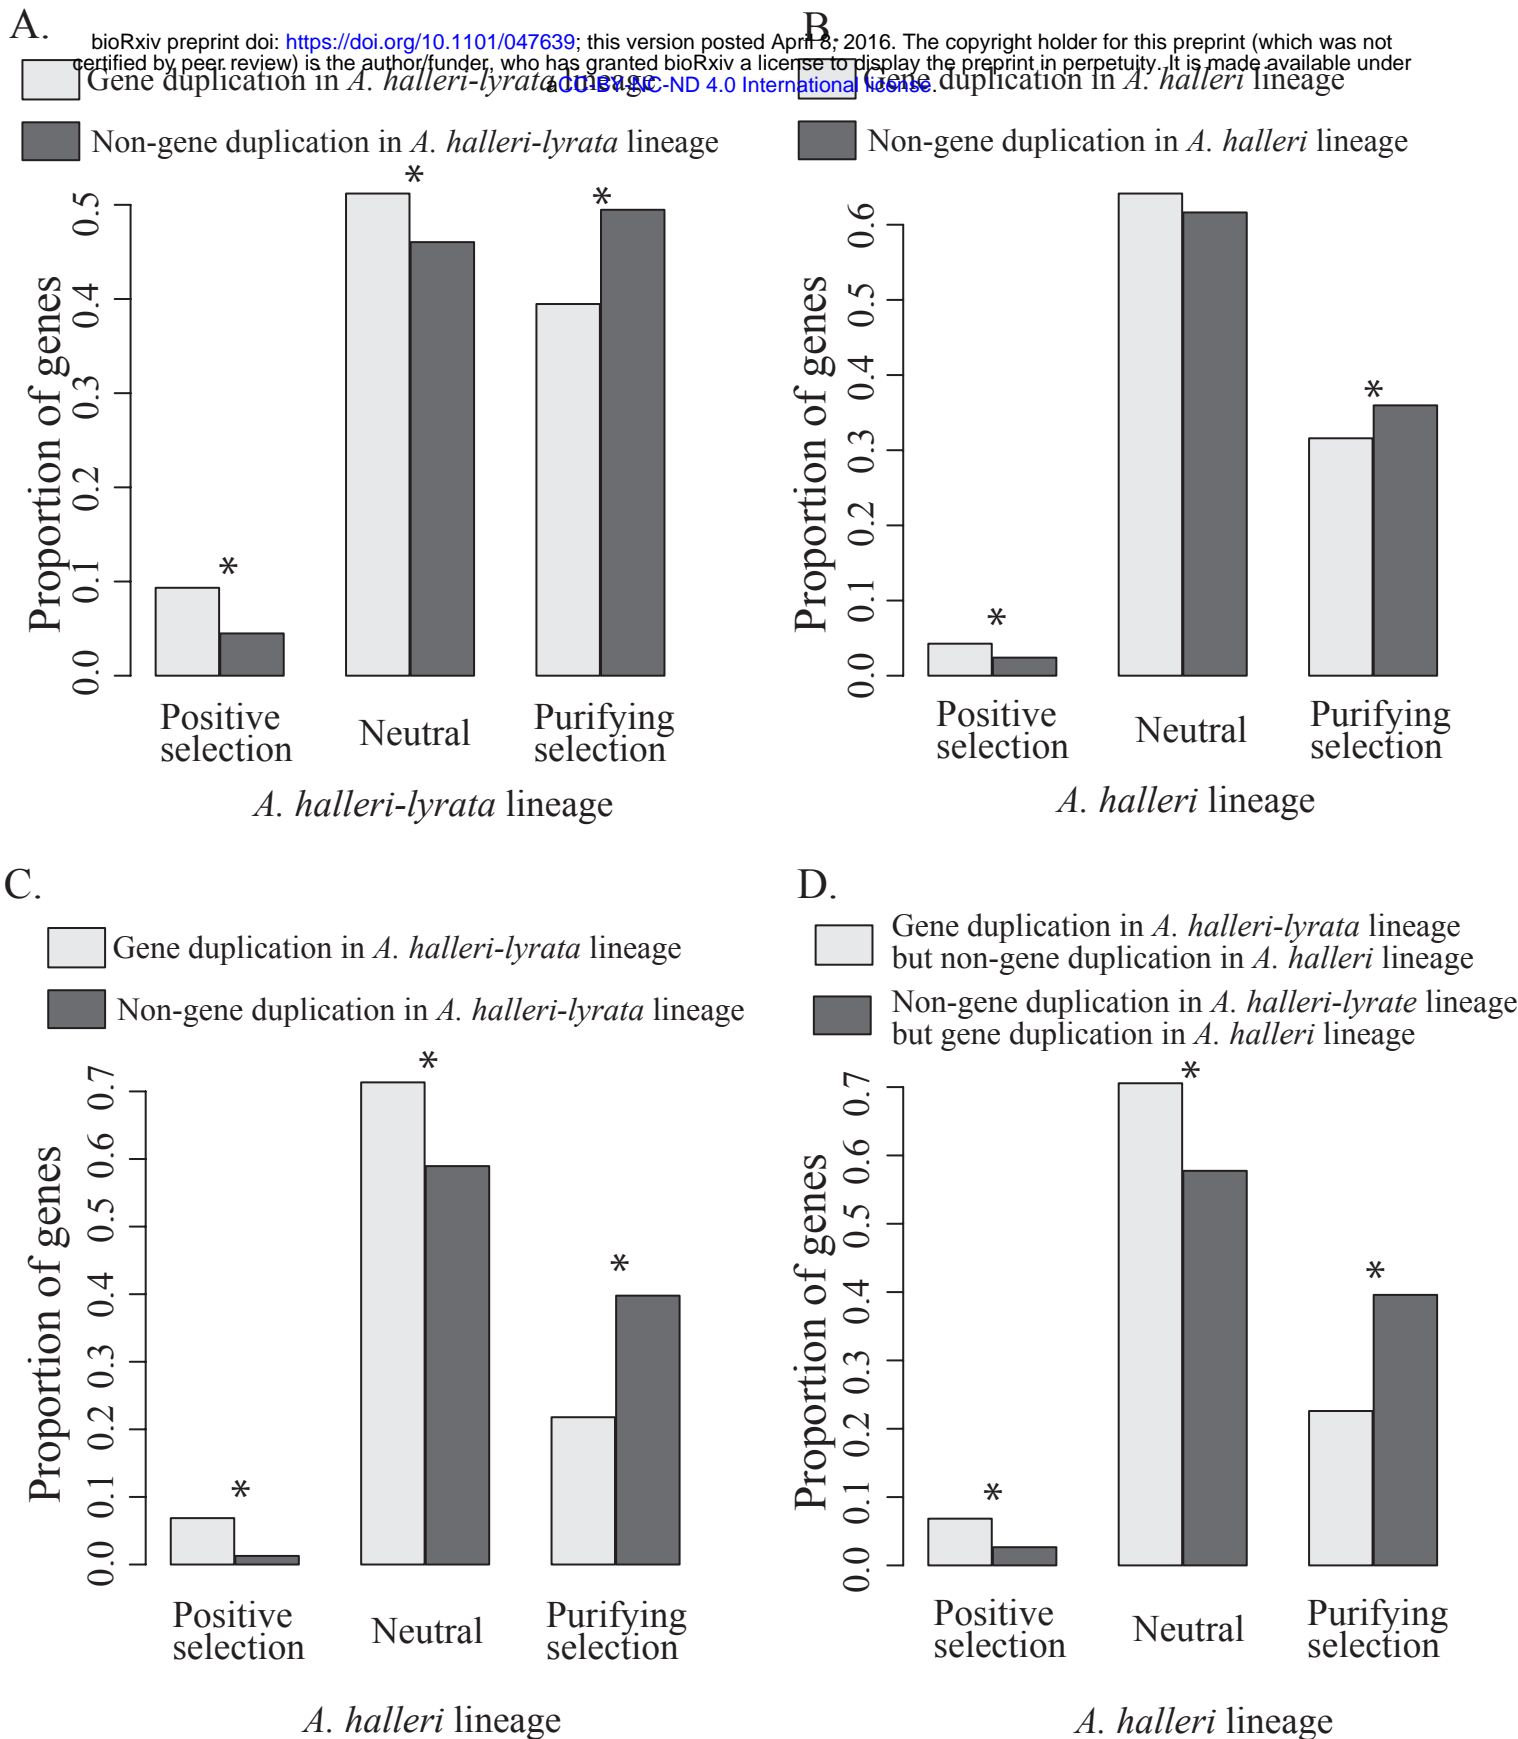 A.
B.
bioRxiv preprint doi: https://doi.org/10.1101/047639; this version posted April 8, 2016. The copyright holder for this preprint (which was not
certified by peer review) is the author/funder, who has granted bioRxiv a license to display the preprint in perpetuity. It is made available under
aCC-BY-NC-ND 4.0 International license.
Gene duplication in A. halleri-lyrata lineage
Non-gene duplication in A. halleri-lyrata lineage
Proportion of genes
0.0 0.1 0.2 0.3 0.4 0.5
*
*
*
Positive selection
Neutral
Purifying selection
A. halleri-lyrata lineage
Gene duplication in A. halleri lineage
Non-gene duplication in A. halleri lineage
Proportion of genes
0.0 0.1 0.2 0.3 0.4 0.5 0.6
*
*
Positive selection
Neutral
Purifying selection
A. halleri lineage
C.
Gene duplication in A. halleri-lyrata lineage
Non-gene duplication in A. halleri-lyrata lineage
Proportion of genes
0.0 0.1 0.2 0.3 0.4 0.5 0.6 0.7
*
*
*
Positive selection
Neutral
Purifying selection
A. halleri lineage
D.
Gene duplication in A. halleri-lyrata lineage
but non-gene duplication in A. halleri lineage
Non-gene duplication in A. halleri-lyrate lineage
but gene duplication in A. halleri lineage
Proportion of genes
0.0 0.1 0.2 0.3 0.4 0.5 0.6 0.7
*
*
*
Positive selection
Neutral
Purifying selection
A. halleri lineage